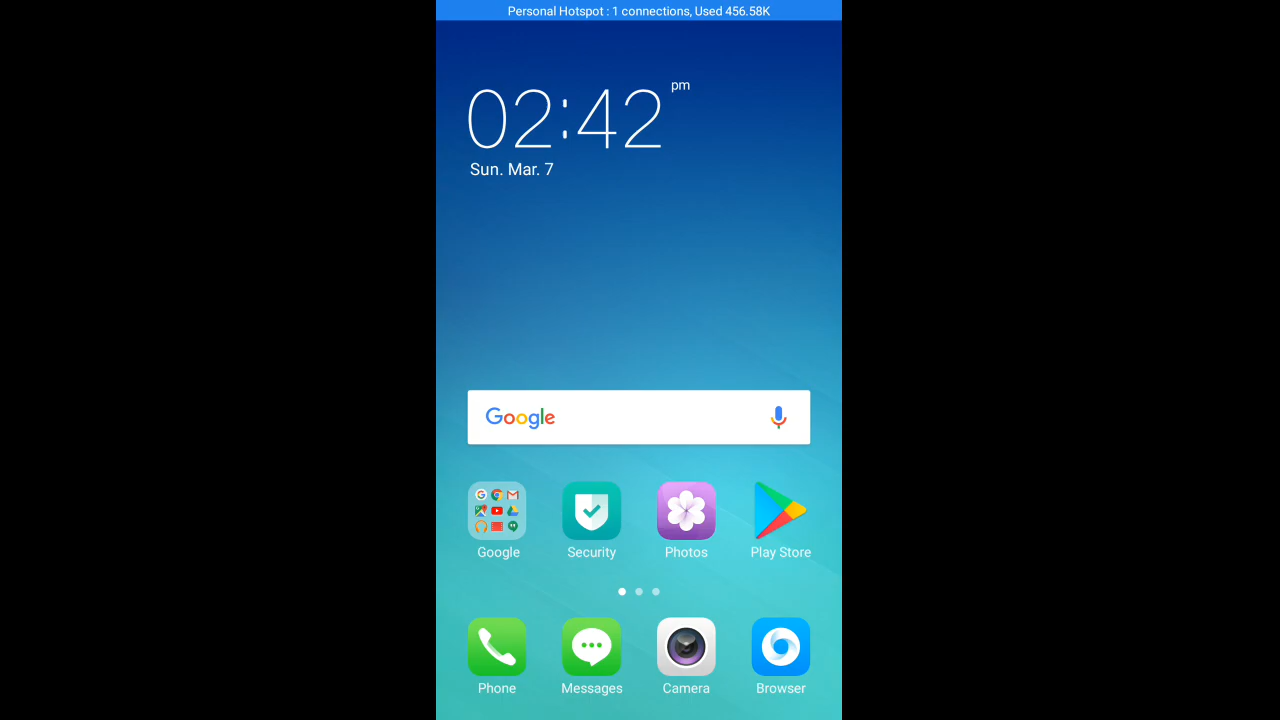 Personal Hotspot : 1 connections, Used 456.58K
02:42 pm
Sun. Mar. 7
Google
Google Security Photos Play Store
Phone Messages Camera Browser